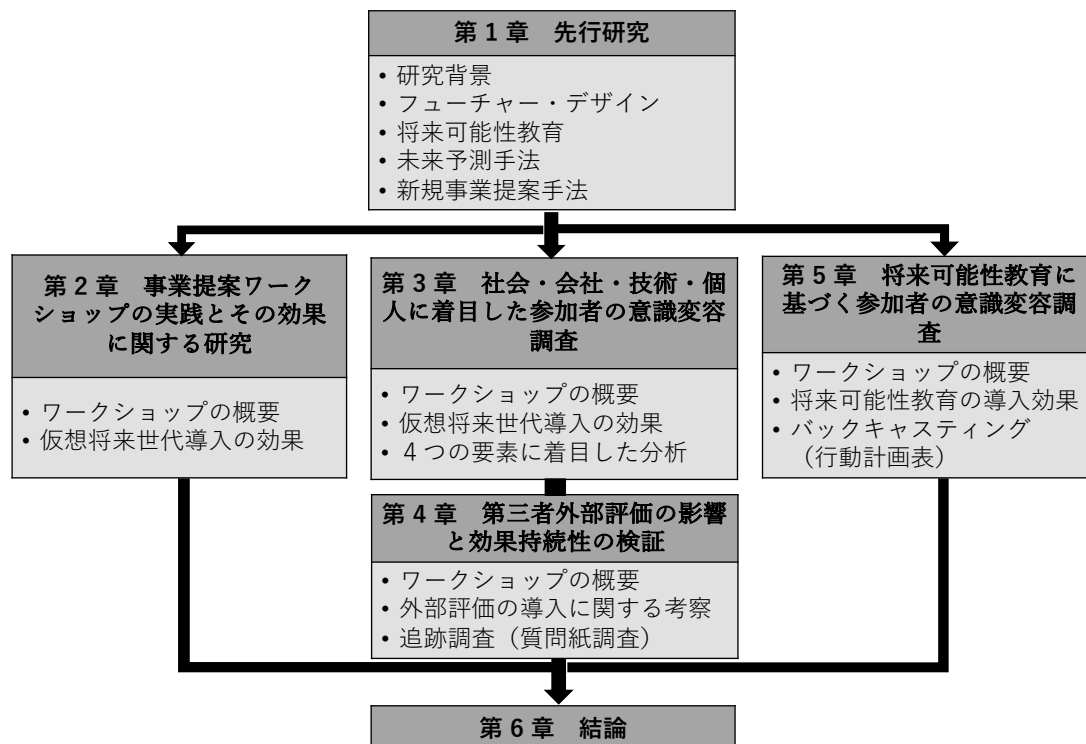 第1章　先行研究
• 研究背景
• フューチャー・デザイン
• 将来可能性教育
• 未来予測手法
• 新規事業提案手法
第2章　事業提案ワーク
ショップの実践とその効果
に関する研究
• ワークショップの概要
• 仮想将来世代導入の効果
第3章　社会・会社・技術・個
人に着目した参加者の意識変容
調査
• ワークショップの概要
• 仮想将来世代導入の効果
• ４つの要素に着目した分析
第4章　第三者外部評価の影響
と効果持続性の検証
• ワークショップの概要
• 外部評価の導入に関する考察
• 追跡調査（質問紙調査）
第5章　将来可能性教育に
基づく参加者の意識変容調
査
• ワークショップの概要
• 将来可能性教育の導入効果
• バックキャスティング
（行動計画表）
第6章　結論